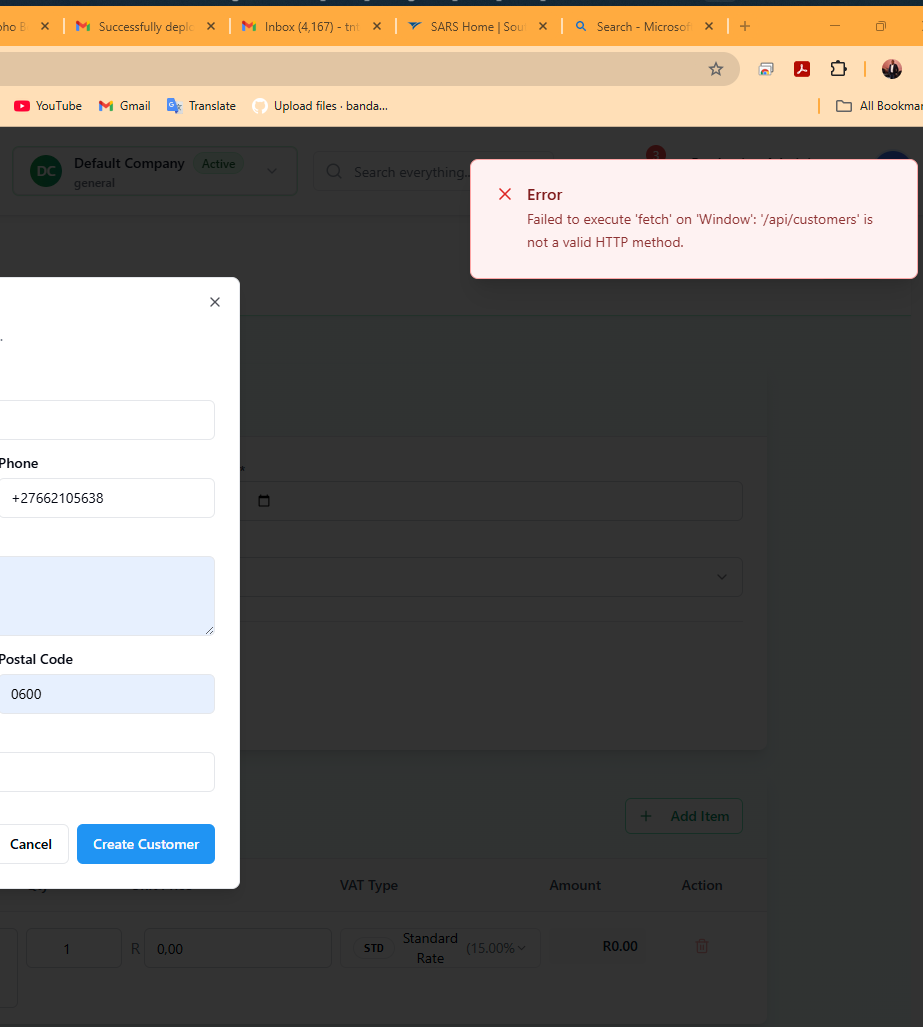 oho B
Successfully deplo
Inbox (4,167) - tnt
SARS Home | Sou
Search - Microsoft
YouTube
Gmail
Translate
Upload files · banda...
All Bookmar
DC
Default Company
Active
general
Search everything..
3
Error
Failed to execute 'fetch' on 'Window': '/api/customers' is
not a valid HTTP method.
Phone
+27662105638
Postal Code
0600
Cancel
Create Customer
Add Item
VAT Type
Amount
Action
1
R
0,00
STD
Standard
Rate
(15.00%
R0.00